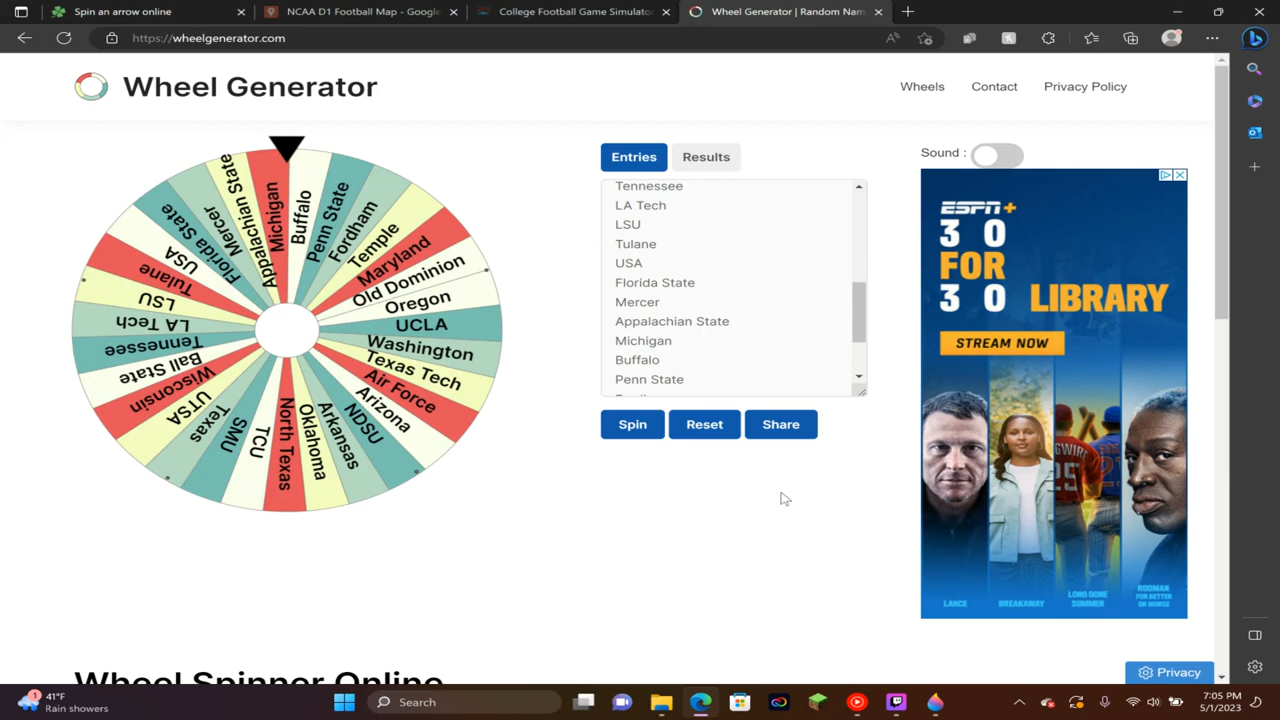 Spin an arrow online
NCAA D1 Football Map - Google
College Football Game Simulator
Wheel Generator | Random Nam
https://wheelgenerator.com
Wheel Generator
Wheels
Contact
Privacy Policy
Buffalo
Penn State
Fordham
Temple
Maryland
Old Dominion
Oregon
UCLA
Washington
Texas Tech
Air Force
Arizona
NDSU
Arkansas
Oklahoma
North Texas
TCU
SMU
Texas
UTSA
Wisconsin
Ball State
Tennessee
LA Tech
LSU
Tulane
USA
Florida State
Mercer
Appalachian State
Michigan
Entries
Results
Tennessee
LA Tech
LSU
Tulane
USA
Florida State
Mercer
Appalachian State
Michigan
Buffalo
Penn State
Spin
Reset
Share
Sound :
ESPN+
30
FOR
30 LIBRARY
STREAM NOW
LANCE
BREAKAWAY
LONG GONE
SUMMER
RODMAN
FOR BETTER
OR WORSE
Wheel Spinner Online
Privacy
1
41°F
Rain showers
Search
7:05 PM
5/1/2023